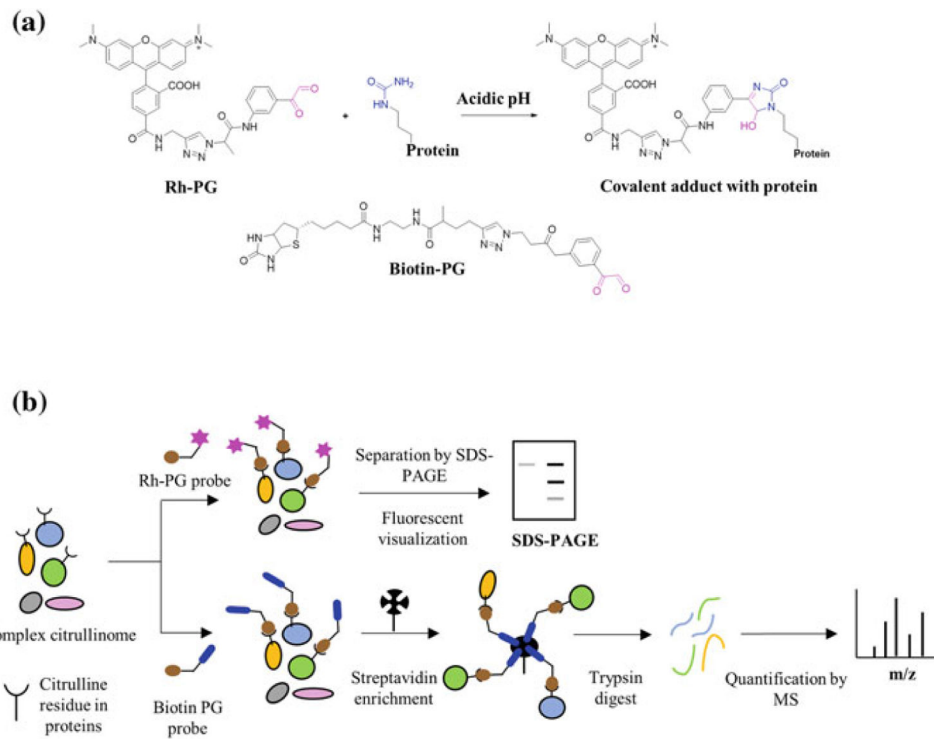 (a)
N
O
N
+
COOH
O
N
H
N
N=N
N
H
O
O
O
Rh-PG
+
O
NH₂
HN
Protein
Acidic pH
N
O
N
+
COOH
O
N
H
N
N=N
O
N
H
N
O
N
HO
Protein
Covalent adduct with protein
HN
O
N
H
S
O
N
H
H
N
O
N=N
N
O
O
O
Biotin-PG
(b)
Rh-PG probe
Separation by SDS-
PAGE
Fluorescent
visualization
SDS-PAGE
omplex citrullinome
Citrulline
residue in
proteins
Biotin PG
probe
Streptavidin
enrichment
Trypsin
digest
Quantification by
MS
m/z